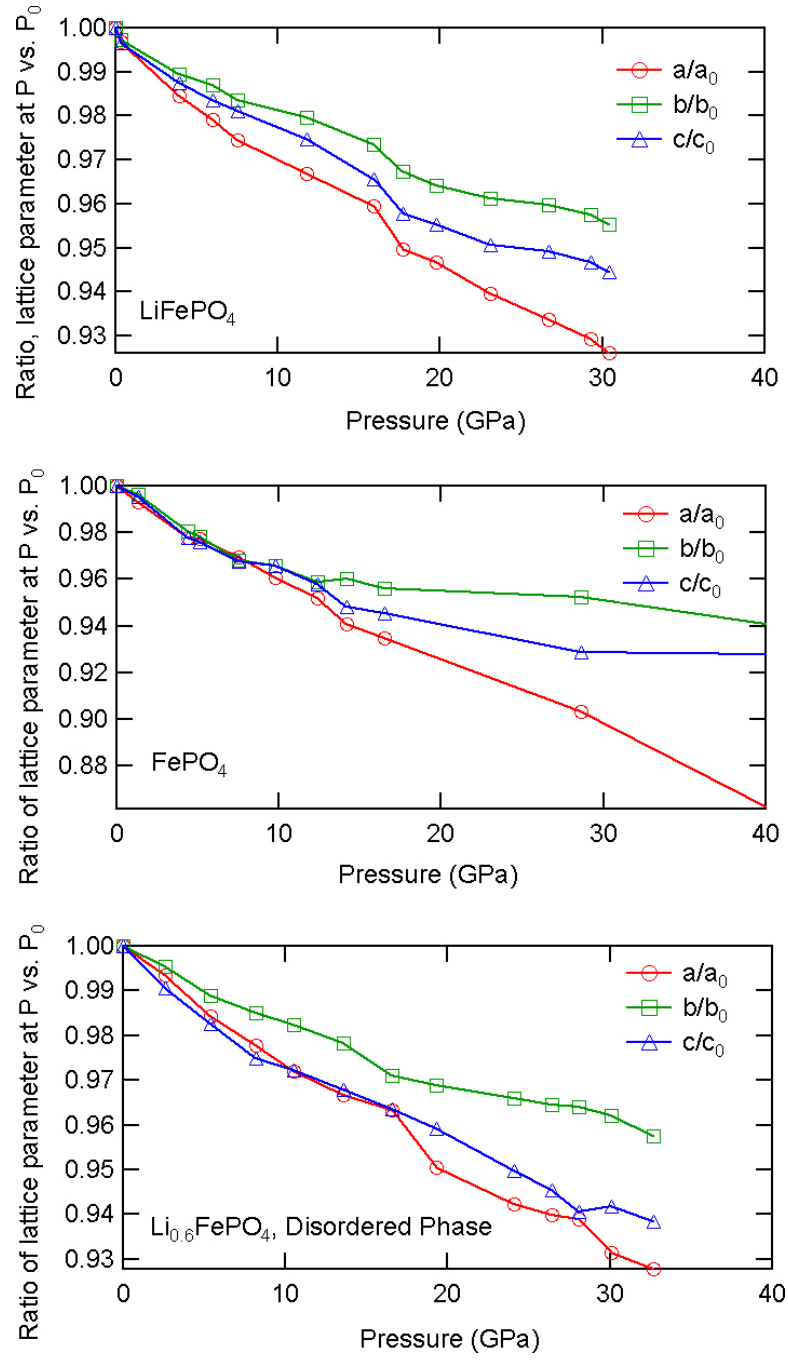 Ratio, lattice parameter at P vs. P₀
1.00
0.99
0.98
0.97
0.96
0.95
0.94
0.93
a/a₀
b/b₀
c/c₀
LiFePO₄
0
10
20
30
40
Pressure (GPa)
Ratio of lattice parameter at P vs. P₀
1.00
0.98
0.96
0.94
0.92
0.90
0.88
a/a₀
b/b₀
c/c₀
FePO₄
0
10
20
30
40
Pressure (GPa)
Ratio of lattice parameter at P vs. P₀
1.00
0.99
0.98
0.97
0.96
0.95
0.94
0.93
a/a₀
b/b₀
c/c₀
Li₀.₆FePO₄, Disordered Phase
0
10
20
30
40
Pressure (GPa)